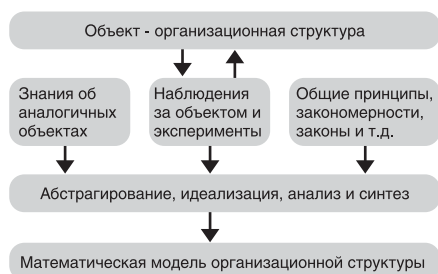 Объект - организационная структура
Знания об
аналогичных
объектах
Наблюдения
за объектом и
эксперименты
Общие принципы,
закономерности,
законы и т.д.
Абстрагирование, идеализация, анализ и синтез
Математическая модель организационной структуры